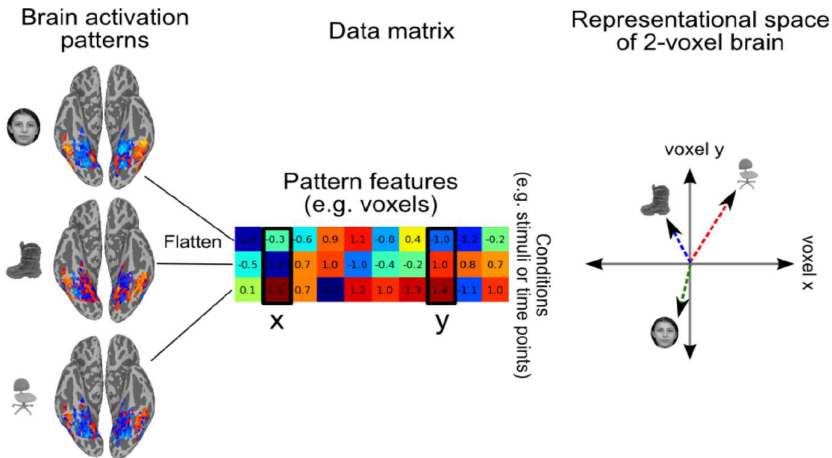 Brain activation
patterns
Data matrix
Representational space
of 2-voxel brain
Pattern features
(e.g. voxels)
Flatten
-0.3 -0.6 0.9 1.1 -0.8 0.4 -1.0 -1.2 -0.2
-0.5 0.7 1.0 -1.0 -0.4 -0.2 1.0 0.8 0.7
0.1 1.5 0.7 1.2 1.0 1.3 1.4 -1.1 1.0
x
y
Conditions
(e.g. stimuli or time points)
voxel y
voxel x